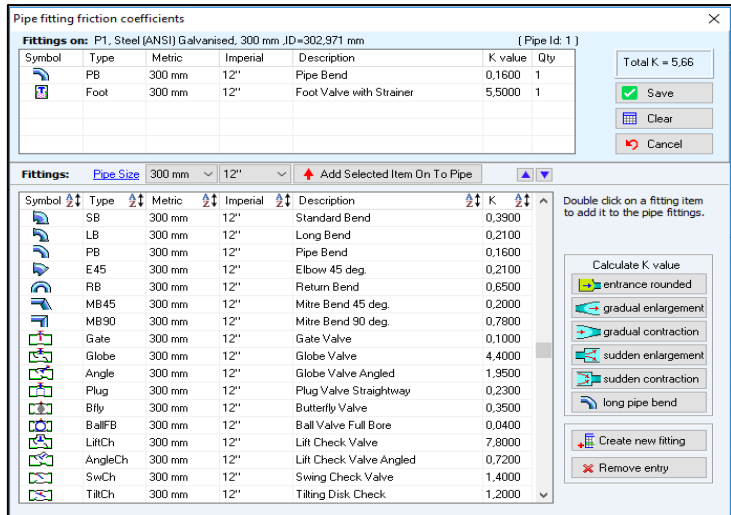 Pipe fitting friction coefficients
Fittings on: P1, Steel (ANSI) Galvanised, 300 mm ,ID=302,971 mm ( Pipe Id: 1 )
Symbol Type Metric Imperial Description K value Qty
PB 300 mm 12" Pipe Bend 0,1600 1
Foot 300 mm 12" Foot Valve with Strainer 5,5000 1
Total K = 5,66
Save
Clear
Cancel
Fittings: Pipe Size 300 mm 12" Add Selected Item On To Pipe
Symbol Type Metric Imperial Description K
SB 300 mm 12" Standard Bend 0,3900
LB 300 mm 12" Long Bend 0,2100
PB 300 mm 12" Pipe Bend 0,1600
E45 300 mm 12" Elbow 45 deg. 0,2100
RB 300 mm 12" Return Bend 0,6500
MB45 300 mm 12" Mitre Bend 45 deg. 0,2000
MB90 300 mm 12" Mitre Bend 90 deg. 0,7800
Gate 300 mm 12" Gate Valve 0,1000
Globe 300 mm 12" Globe Valve 4,4000
Angle 300 mm 12" Globe Valve Angled 1,9500
Plug 300 mm 12" Plug Valve Straightway 0,2300
Bfly 300 mm 12" Butterfly Valve 0,3500
BallFB 300 mm 12" Ball Valve Full Bore 0,0400
LiftCh 300 mm 12" Lift Check Valve 7,8000
AngleCh 300 mm 12" Lift Check Valve Angled 0,7200
SwCh 300 mm 12" Swing Check Valve 1,4000
TiltCh 300 mm 12" Tilting Disk Check 1,2000
Double click on a fitting item
to add it to the pipe fittings.
Calculate K value
entrance rounded
gradual enlargement
gradual contraction
sudden enlargement
sudden contraction
long pipe bend
Create new fitting
Remove entry